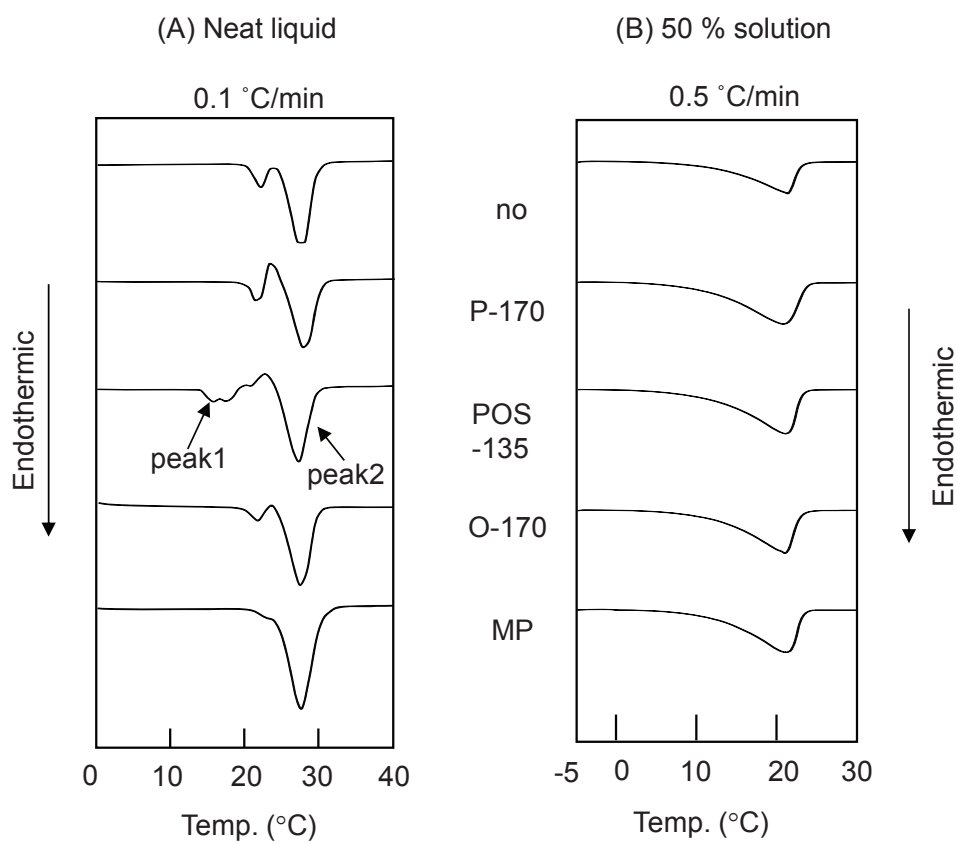 (A) Neat liquid
(B) 50 % solution
0.1 ˚C/min
0.5 ˚C/min
no
P-170
POS
-135
O-170
MP
Endothermic
peak1
peak2
Endothermic
0 10 20 30 40
-5 0 10 20 30
Temp. (°C)
Temp. (°C)